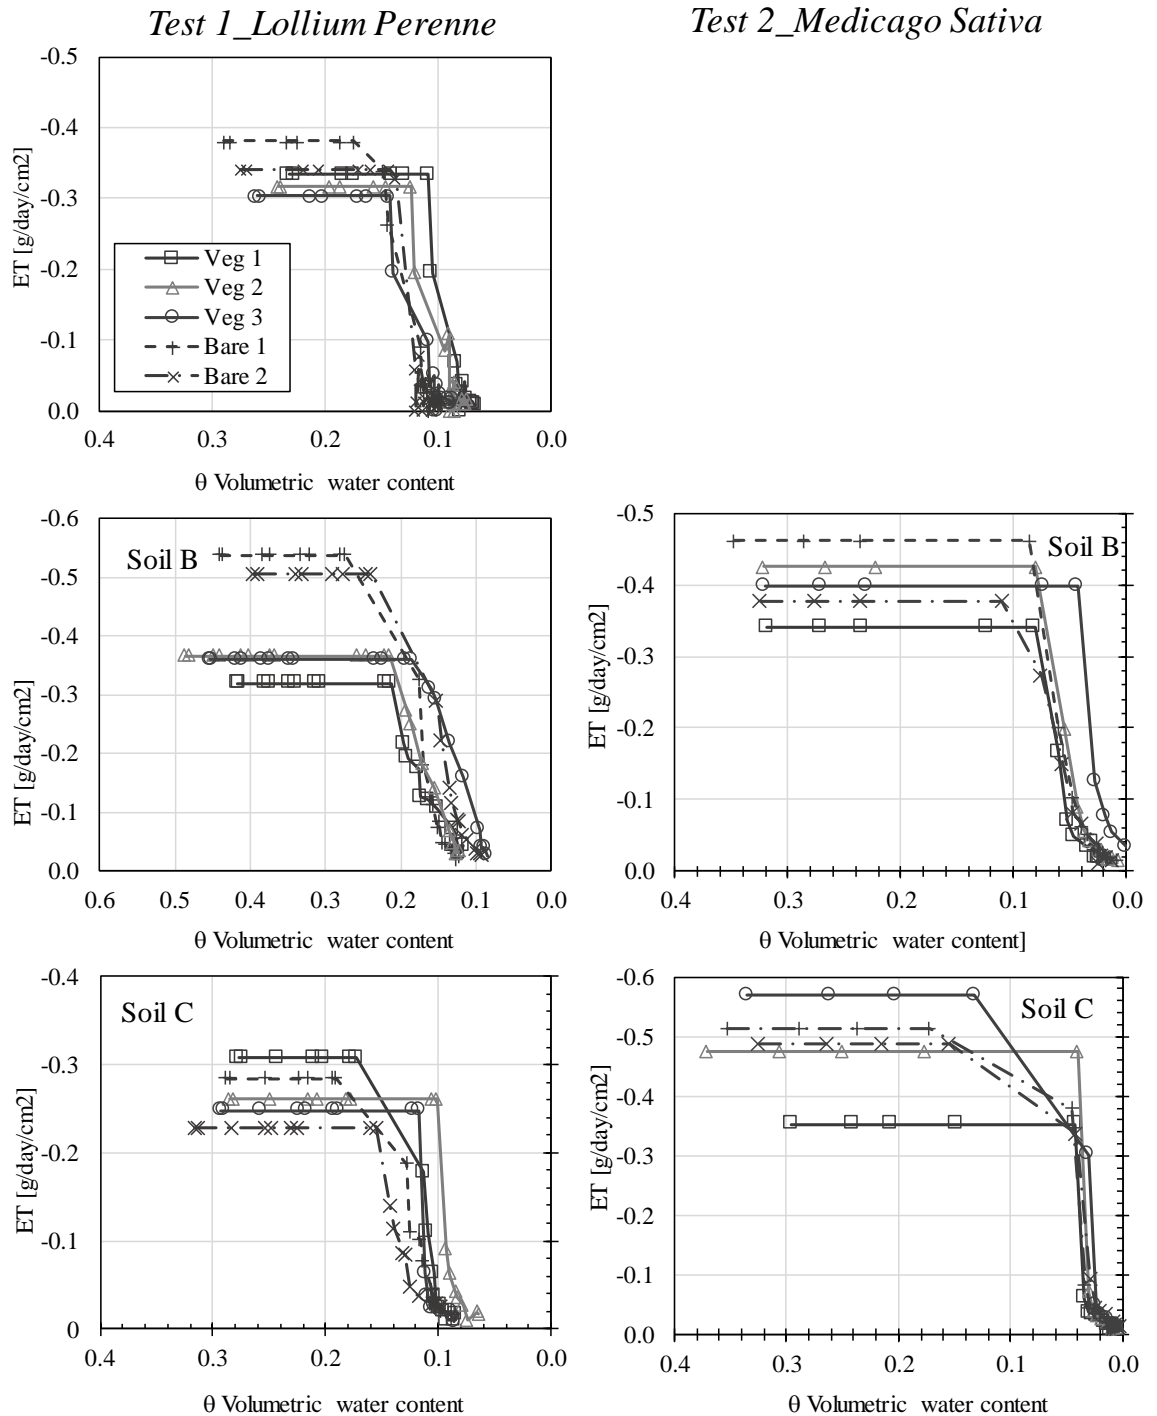 Test 1_Lollium Perenne
Test 2_Medicago Sativa
-0.5
-0.4
-0.3
-0.2
-0.1
0.0
ET [g/day/cm2]
Veg 1
Veg 2
Veg 3
Bare 1
Bare 2
0.4 0.3 0.2 0.1 0.0
θ Volumetric water content
-0.6
-0.5
-0.4
-0.3
-0.2
-0.1
0.0
ET [g/day/cm2]
Soil B
0.6 0.5 0.4 0.3 0.2 0.1 0.0
θ Volumetric water content
-0.5
-0.4
-0.3
-0.2
-0.1
0.0
ET [g/day/cm2]
Soil B
0.4 0.3 0.2 0.1 0.0
θ Volumetric water content]
-0.4
-0.3
-0.2
-0.1
0
ET [g/day/cm2]
Soil C
0.4 0.3 0.2 0.1 0.0
θ Volumetric water content
-0.6
-0.5
-0.4
-0.3
-0.2
-0.1
0.0
ET [g/day/cm2]
Soil C
0.4 0.3 0.2 0.1 0.0
θ Volumetric water content